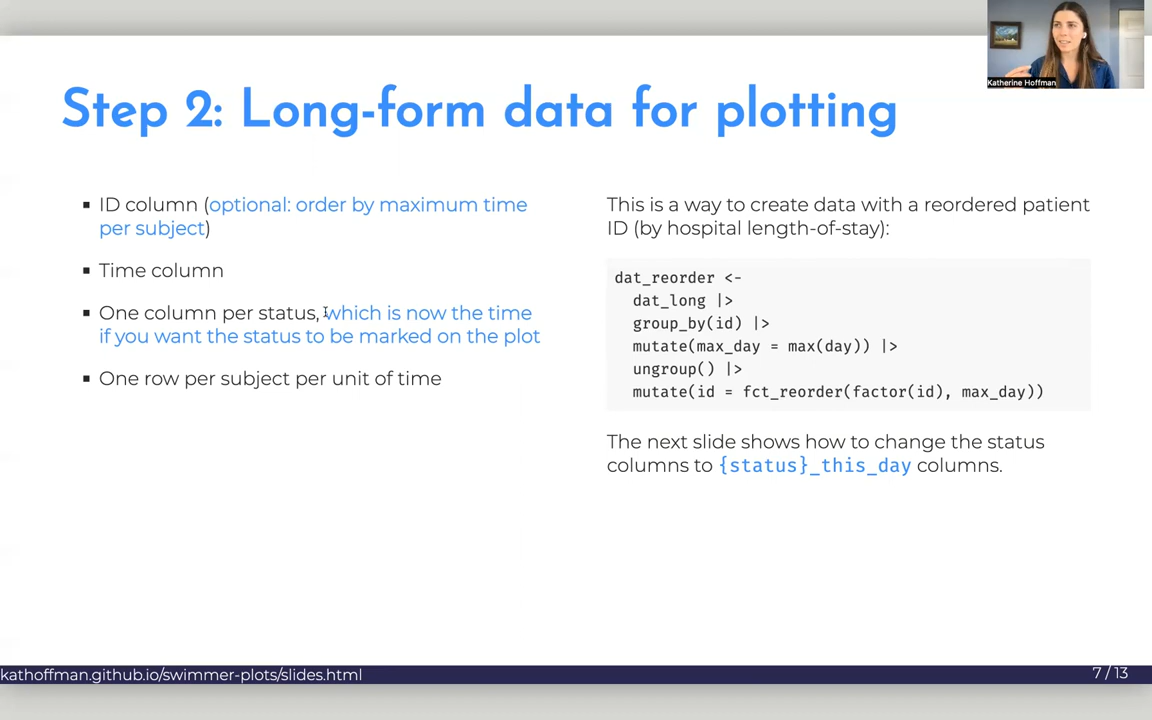 Katherine Hoffman
Step 2: Long-form data for plotting
▪ ID column (optional: order by maximum time
per subject)
▪ Time column
▪ One column per status, which is now the time
if you want the status to be marked on the plot
▪ One row per subject per unit of time
This is a way to create data with a reordered patient
ID (by hospital length-of-stay):
dat_reorder <-
  dat_long |>
  group_by(id) |>
  mutate(max_day = max(day)) |>
  ungroup() |>
  mutate(id = fct_reorder(factor(id), max_day))
The next slide shows how to change the status
columns to {status}_this_day columns.
kathoffman.github.io/swimmer-plots/slides.html
7 / 13